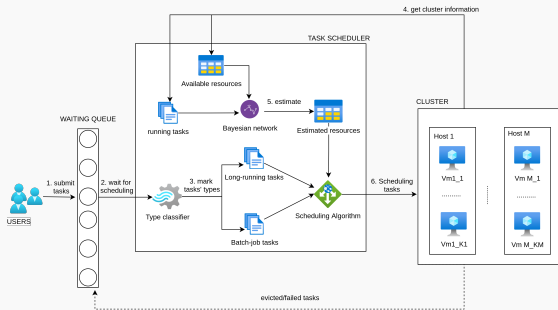 4. get cluster information
TASK SCHEDULER
Available resources
5. estimate
running tasks
Bayesian network
Estimated resources
WAITING QUEUE
1. submit
tasks
2. wait for
scheduling
3. mark
tasks' types
Long-running tasks
Type classifier
Batch-job tasks
Scheduling Algorithm
6. Scheduling
tasks
USERS
CLUSTER
Host 1
Host M
Vm1_1
Vm M_1
Vm1_K1
Vm M_KM
evicted/failed tasks